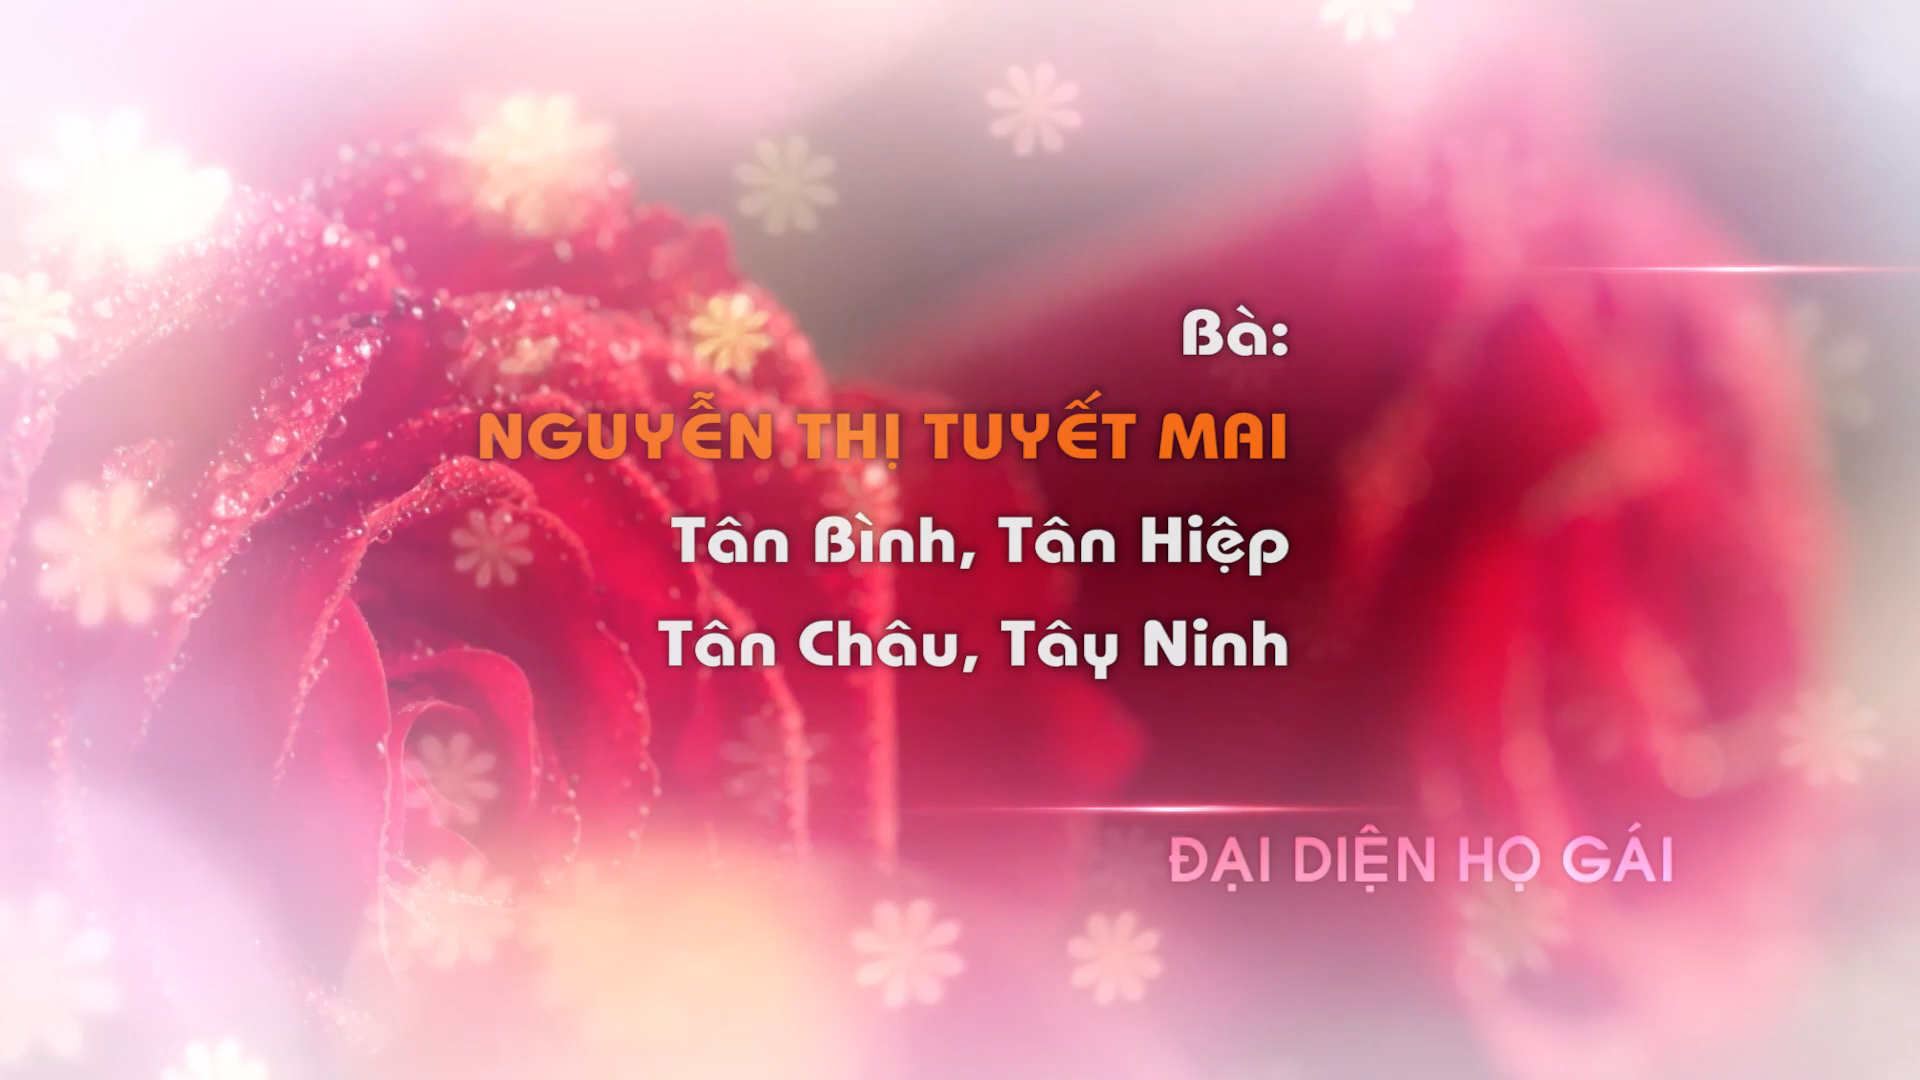 Bà:
NGUYỄN THỊ TUYẾT MAI
Tân Bình, Tân Hiệp
Tân Châu, Tây Ninh
ĐẠI DIỆN HỌ GÁI